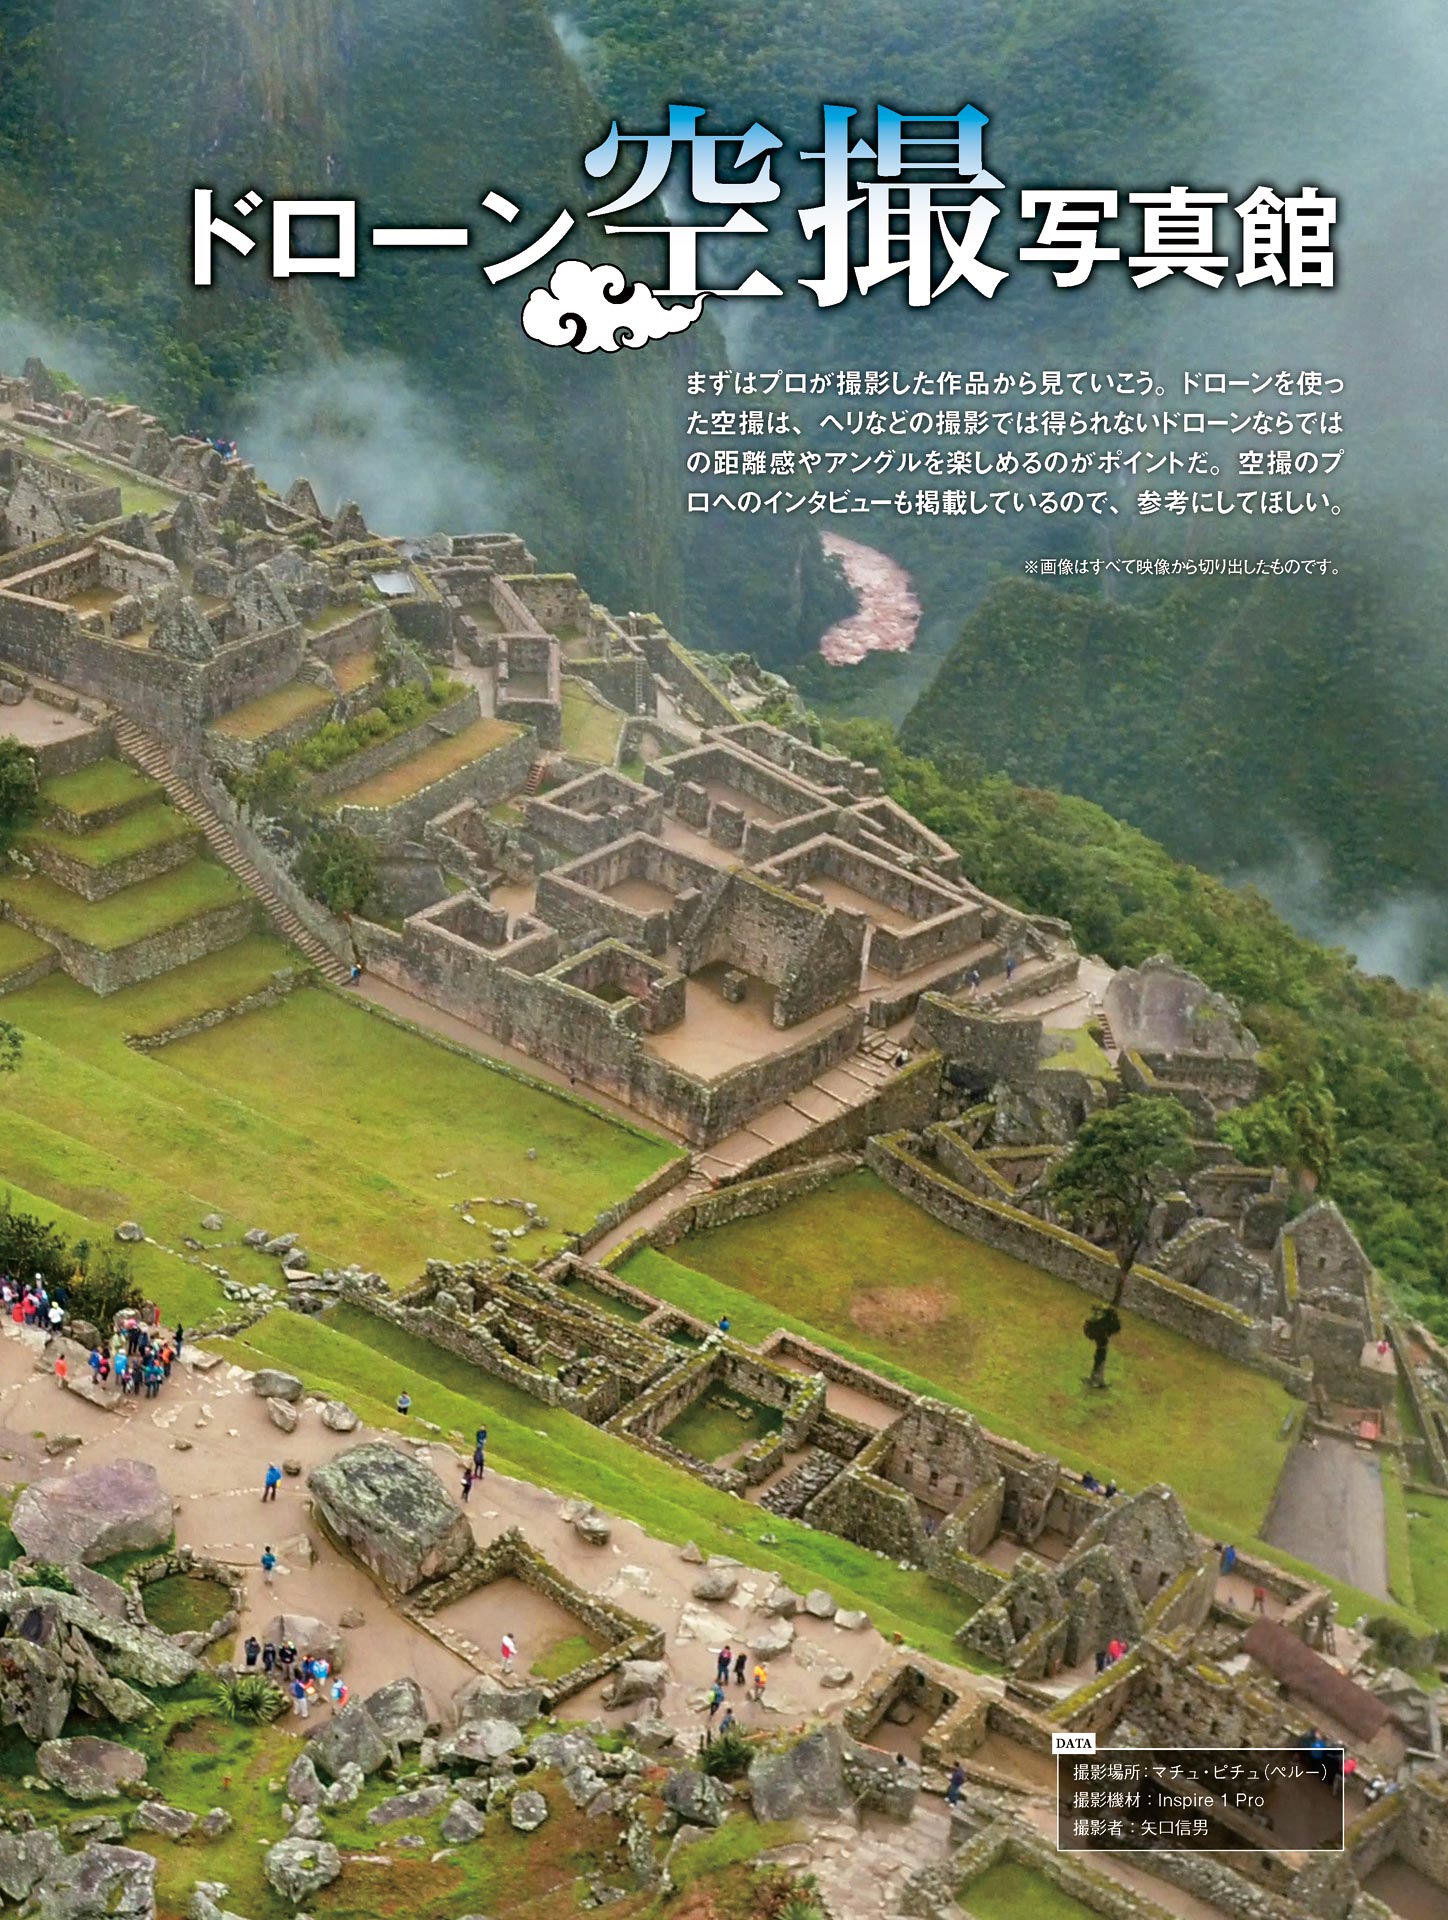 ドローン空撮写真館
まずはプロが撮影した作品から見ていこう。ドローンを使っ
た空撮は、ヘリなどの撮影では得られないドローンならでは
の距離感やアングルを楽しめるのがポイントだ。空撮のプ
ロへのインタビューも掲載しているので、参考にしてほしい。
※画像はすべて映像から切り出したものです。
DATA
撮影場所：マチュ・ピチュ（ペルー）
撮影機材：Inspire 1 Pro
撮影者：矢口信男